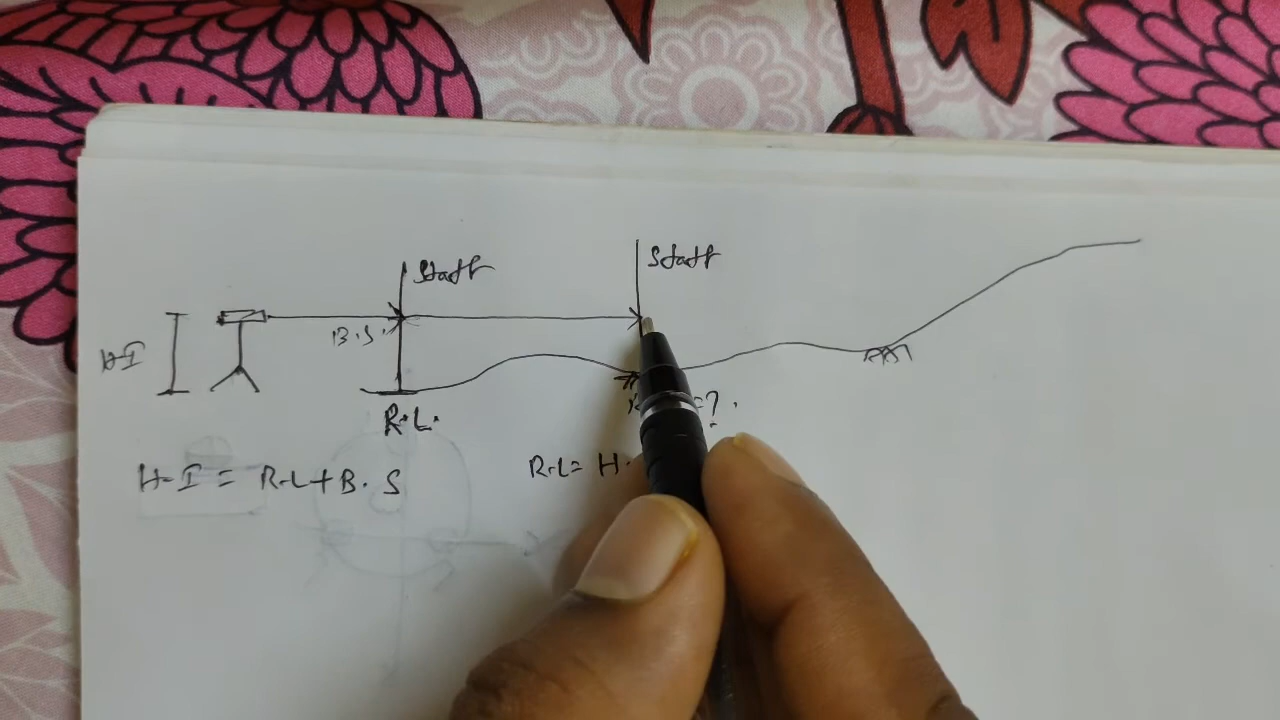 Staff
Staff
H.I
B.S.
R.L.
=?
H.I = R.L+B.S
R.L= H.